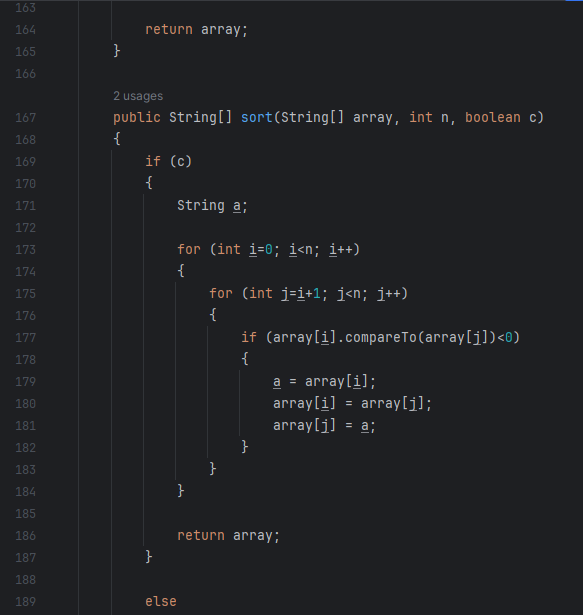 163
164 return array;
165 }
166
2 usages
167 public String[] sort(String[] array, int n, boolean c)
168 {
169 if (c)
170 {
171 String a;
172
173 for (int i=0; i<n; i++)
174 {
175 for (int j=i+1; j<n; j++)
176 {
177 if (array[i].compareTo(array[j])<0)
178 {
179 a = array[i];
180 array[i] = array[j];
181 array[j] = a;
182 }
183 }
184 }
185
186 return array;
187 }
188
189 else